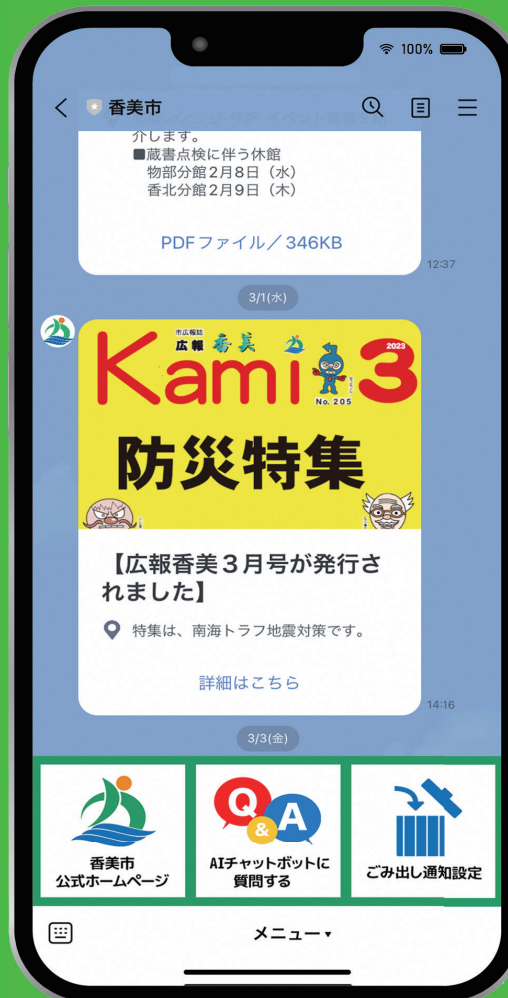 100%
香美市
介します。
■蔵書点検に伴う休館
物部分館2月8日（水）
香北分館2月9日（木）
PDFファイル／346KB
12:37
3/1(水)
市広報誌
広報 香美
2023
Kami 3
No. 205
防災特集
【広報香美３月号が発行さ
れました】
特集は、南海トラフ地震対策です。
詳細はこちら
14:16
3/3(金)
香美市
公式ホームページ
Q&A
AIチャットボットに
質問する
ごみ出し通知設定
メニュー▾